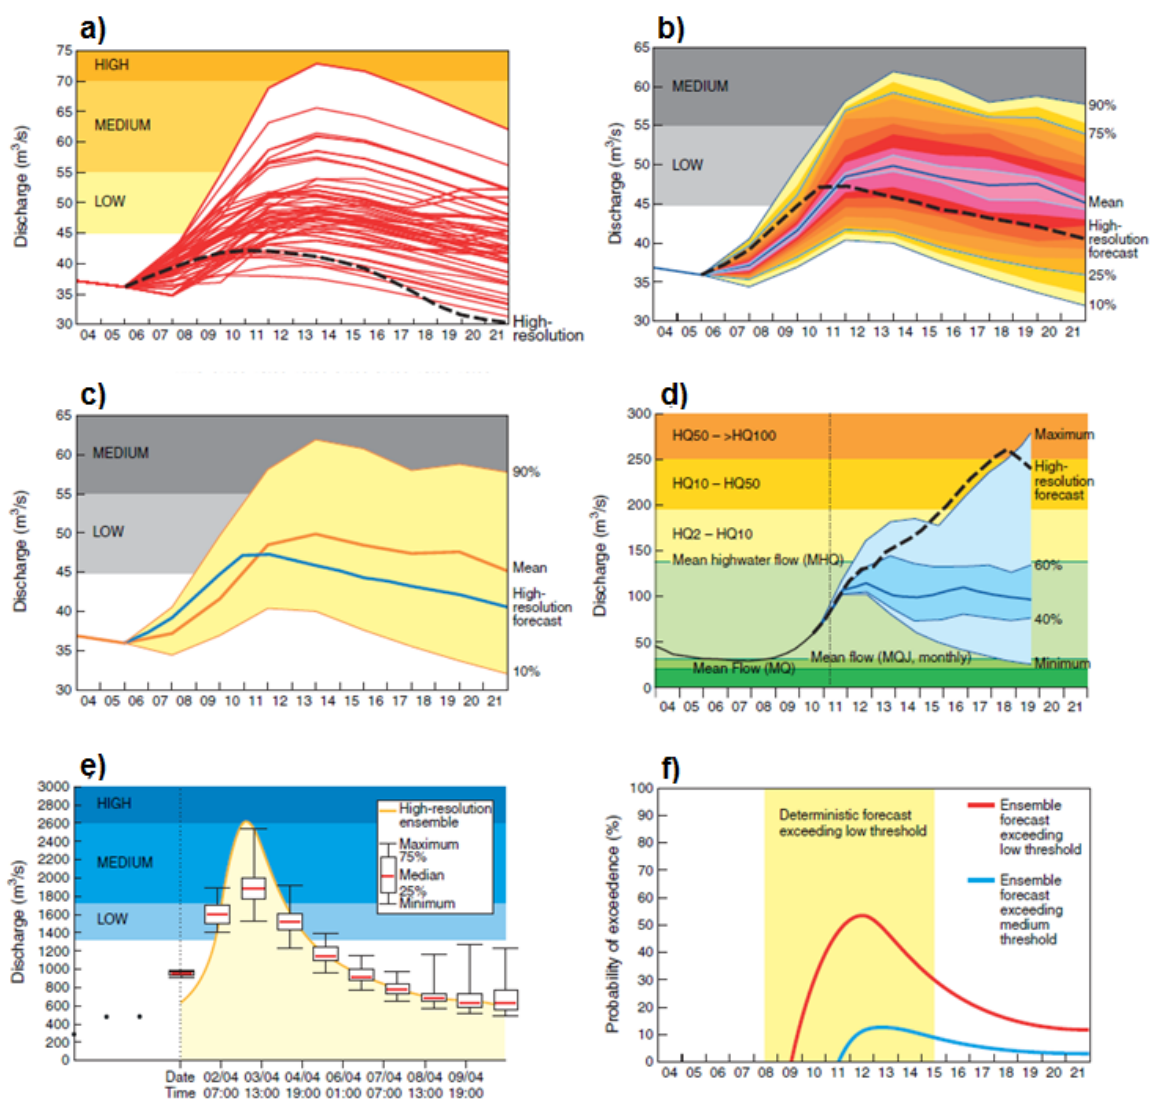 a)
75
70
65
60
55
50
45
40
35
30
Discharge (m³/s)
HIGH
MEDIUM
LOW
04 05 06 07 08 09 10 11 12 13 14 15 16 17 18 19 20 21
High-
resolution
b)
65
60
55
50
45
40
35
30
Discharge (m³/s)
MEDIUM
LOW
90%
75%
Mean
High-
resolution
forecast
25%
10%
04 05 06 07 08 09 10 11 12 13 14 15 16 17 18 19 20 21
c)
65
60
55
50
45
40
35
30
Discharge (m³/s)
MEDIUM
LOW
90%
Mean
High-
resolution
forecast
10%
04 05 06 07 08 09 10 11 12 13 14 15 16 17 18 19 20 21
d)
300
250
200
150
100
50
0
Discharge (m³/s)
HQ50 – >HQ100
HQ10 – HQ50
HQ2 – HQ10
Mean highwater flow (MHQ)
Mean flow (MQJ, monthly)
Mean Flow (MQ)
Maximum
High-
resolution
forecast
60%
40%
Minimum
04 05 06 07 08 09 10 11 12 13 14 15 16 17 18 19 20 21
e)
3000
2800
2600
2400
2200
2000
1800
1600
1400
1200
1000
800
600
400
200
0
Discharge (m³/s)
HIGH
MEDIUM
LOW
High-resolution
ensemble
Maximum
75%
Median
25%
Minimum
Date 02/04 03/04 04/04 06/04 07/04 08/04 09/04
Time 07:00 13:00 19:00 01:00 07:00 13:00 19:00
f)
100
90
80
70
60
50
40
30
20
10
0
Probability of exceedence (%)
Deterministic forecast
exceeding low threshold
Ensemble
forecast
exceeding
low threshold
Ensemble
forecast
exceeding
medium
threshold
04 05 06 07 08 09 10 11 12 13 14 15 16 17 18 19 20 21